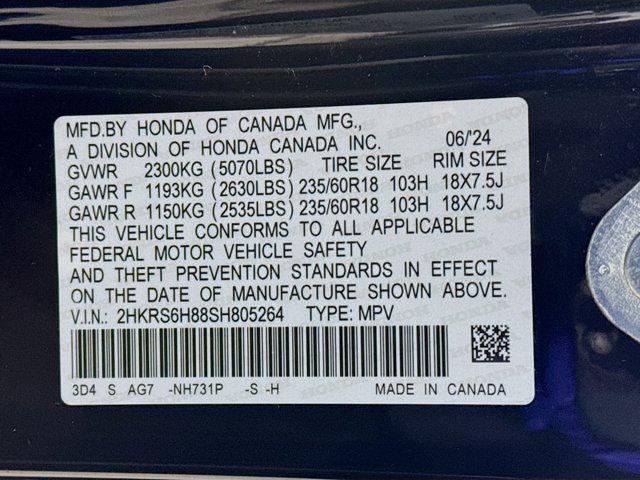 MFD.BY HONDA OF CANADA MFG.,
A DIVISION OF HONDA CANADA INC. 06/'24
GVWR 2300KG (5070LBS) TIRE SIZE RIM SIZE
GAWR F 1193KG (2630LBS) 235/60R18 103H 18X7.5J
GAWR R 1150KG (2535LBS) 235/60R18 103H 18X7.5J
THIS VEHICLE CONFORMS TO ALL APPLICABLE
FEDERAL MOTOR VEHICLE SAFETY
AND THEFT PREVENTION STANDARDS IN EFFECT
ON THE DATE OF MANUFACTURE SHOWN ABOVE.
V.I.N.: 2HKRS6H88SH805264 TYPE: MPV
3D4 S AG7 -NH731P -S -H MADE IN CANADA